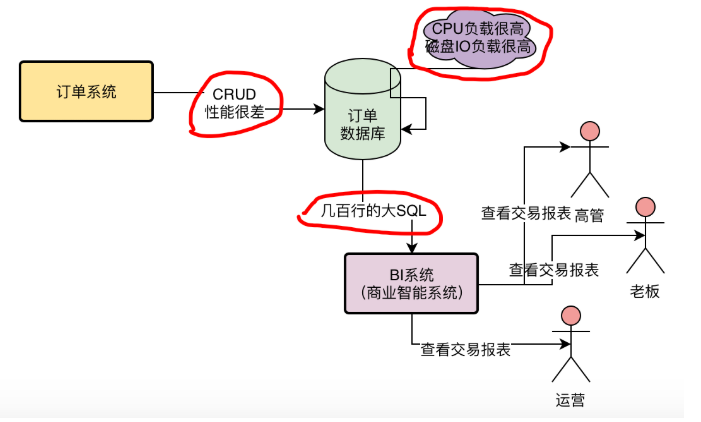 CPU负载很高
磁盘IO负载很高
订单系统
CRUD
性能很差
订单
数据库
几百行的大SQL
查看交易报表
高管
BI系统
（商业智能系统）
查看交易报表
老板
查看交易报表
运营